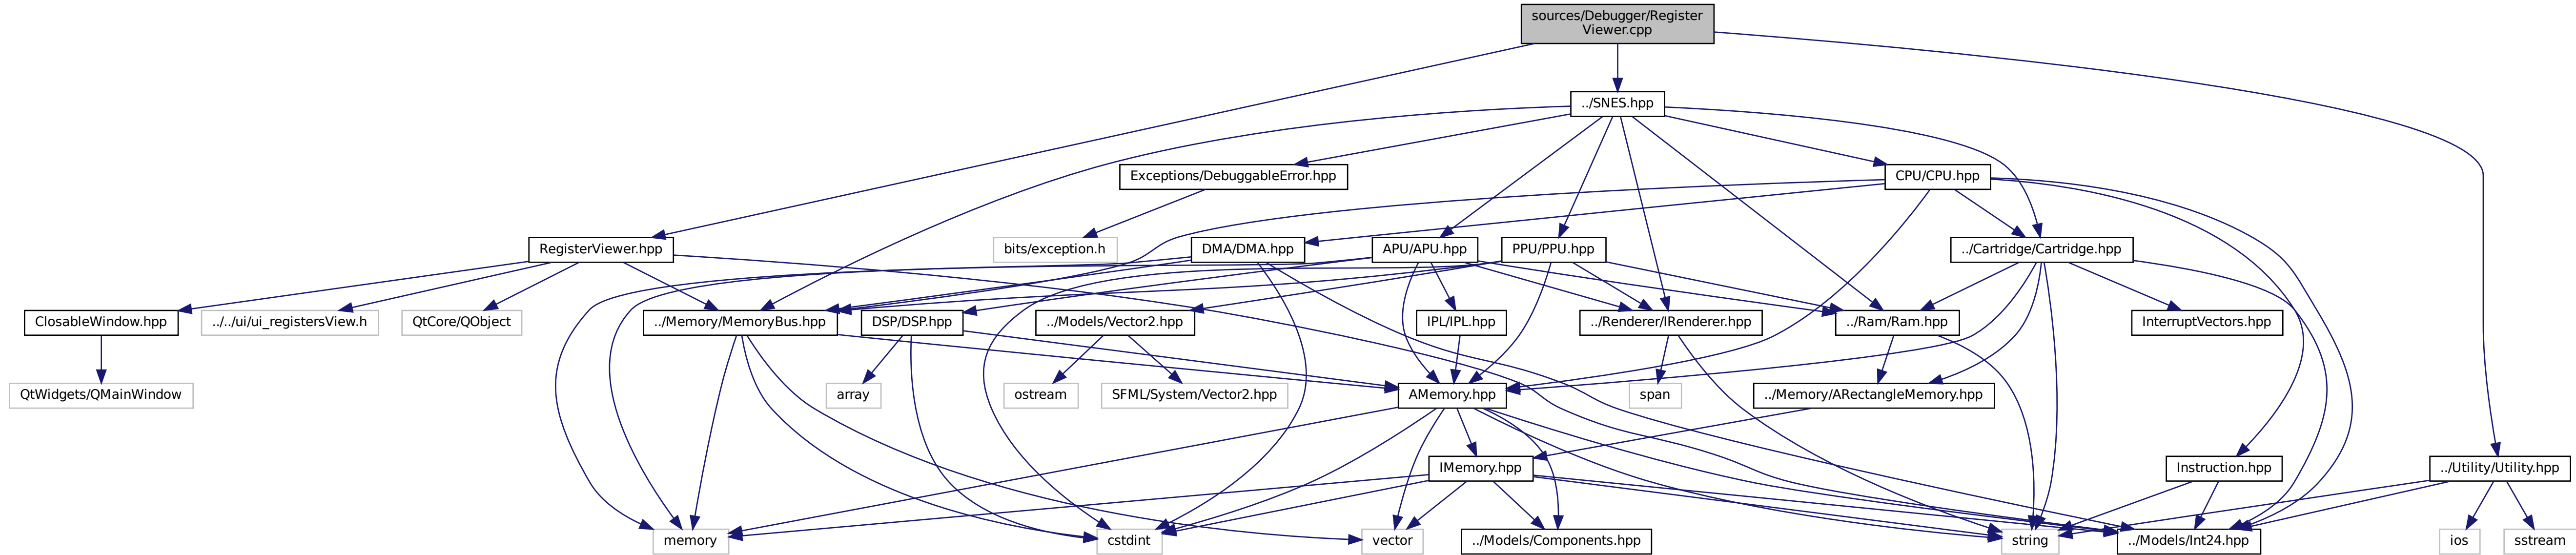 sources/Debugger/Register
Viewer.cpp
../SNES.hpp
Exceptions/DebuggableError.hpp
CPU/CPU.hpp
bits/exception.h
RegisterViewer.hpp
DMA/DMA.hpp
APU/APU.hpp
PPU/PPU.hpp
../Cartridge/Cartridge.hpp
ClosableWindow.hpp
../../ui/ui_registersView.h
QtCore/QObject
../Memory/MemoryBus.hpp
DSP/DSP.hpp
../Models/Vector2.hpp
IPL/IPL.hpp
../Renderer/IRenderer.hpp
../Ram/Ram.hpp
InterruptVectors.hpp
QtWidgets/QMainWindow
array
ostream
SFML/System/Vector2.hpp
AMemory.hpp
span
../Memory/ARectangleMemory.hpp
IMemory.hpp
Instruction.hpp
../Utility/Utility.hpp
memory
cstdint
vector
../Models/Components.hpp
string
../Models/Int24.hpp
ios
sstream